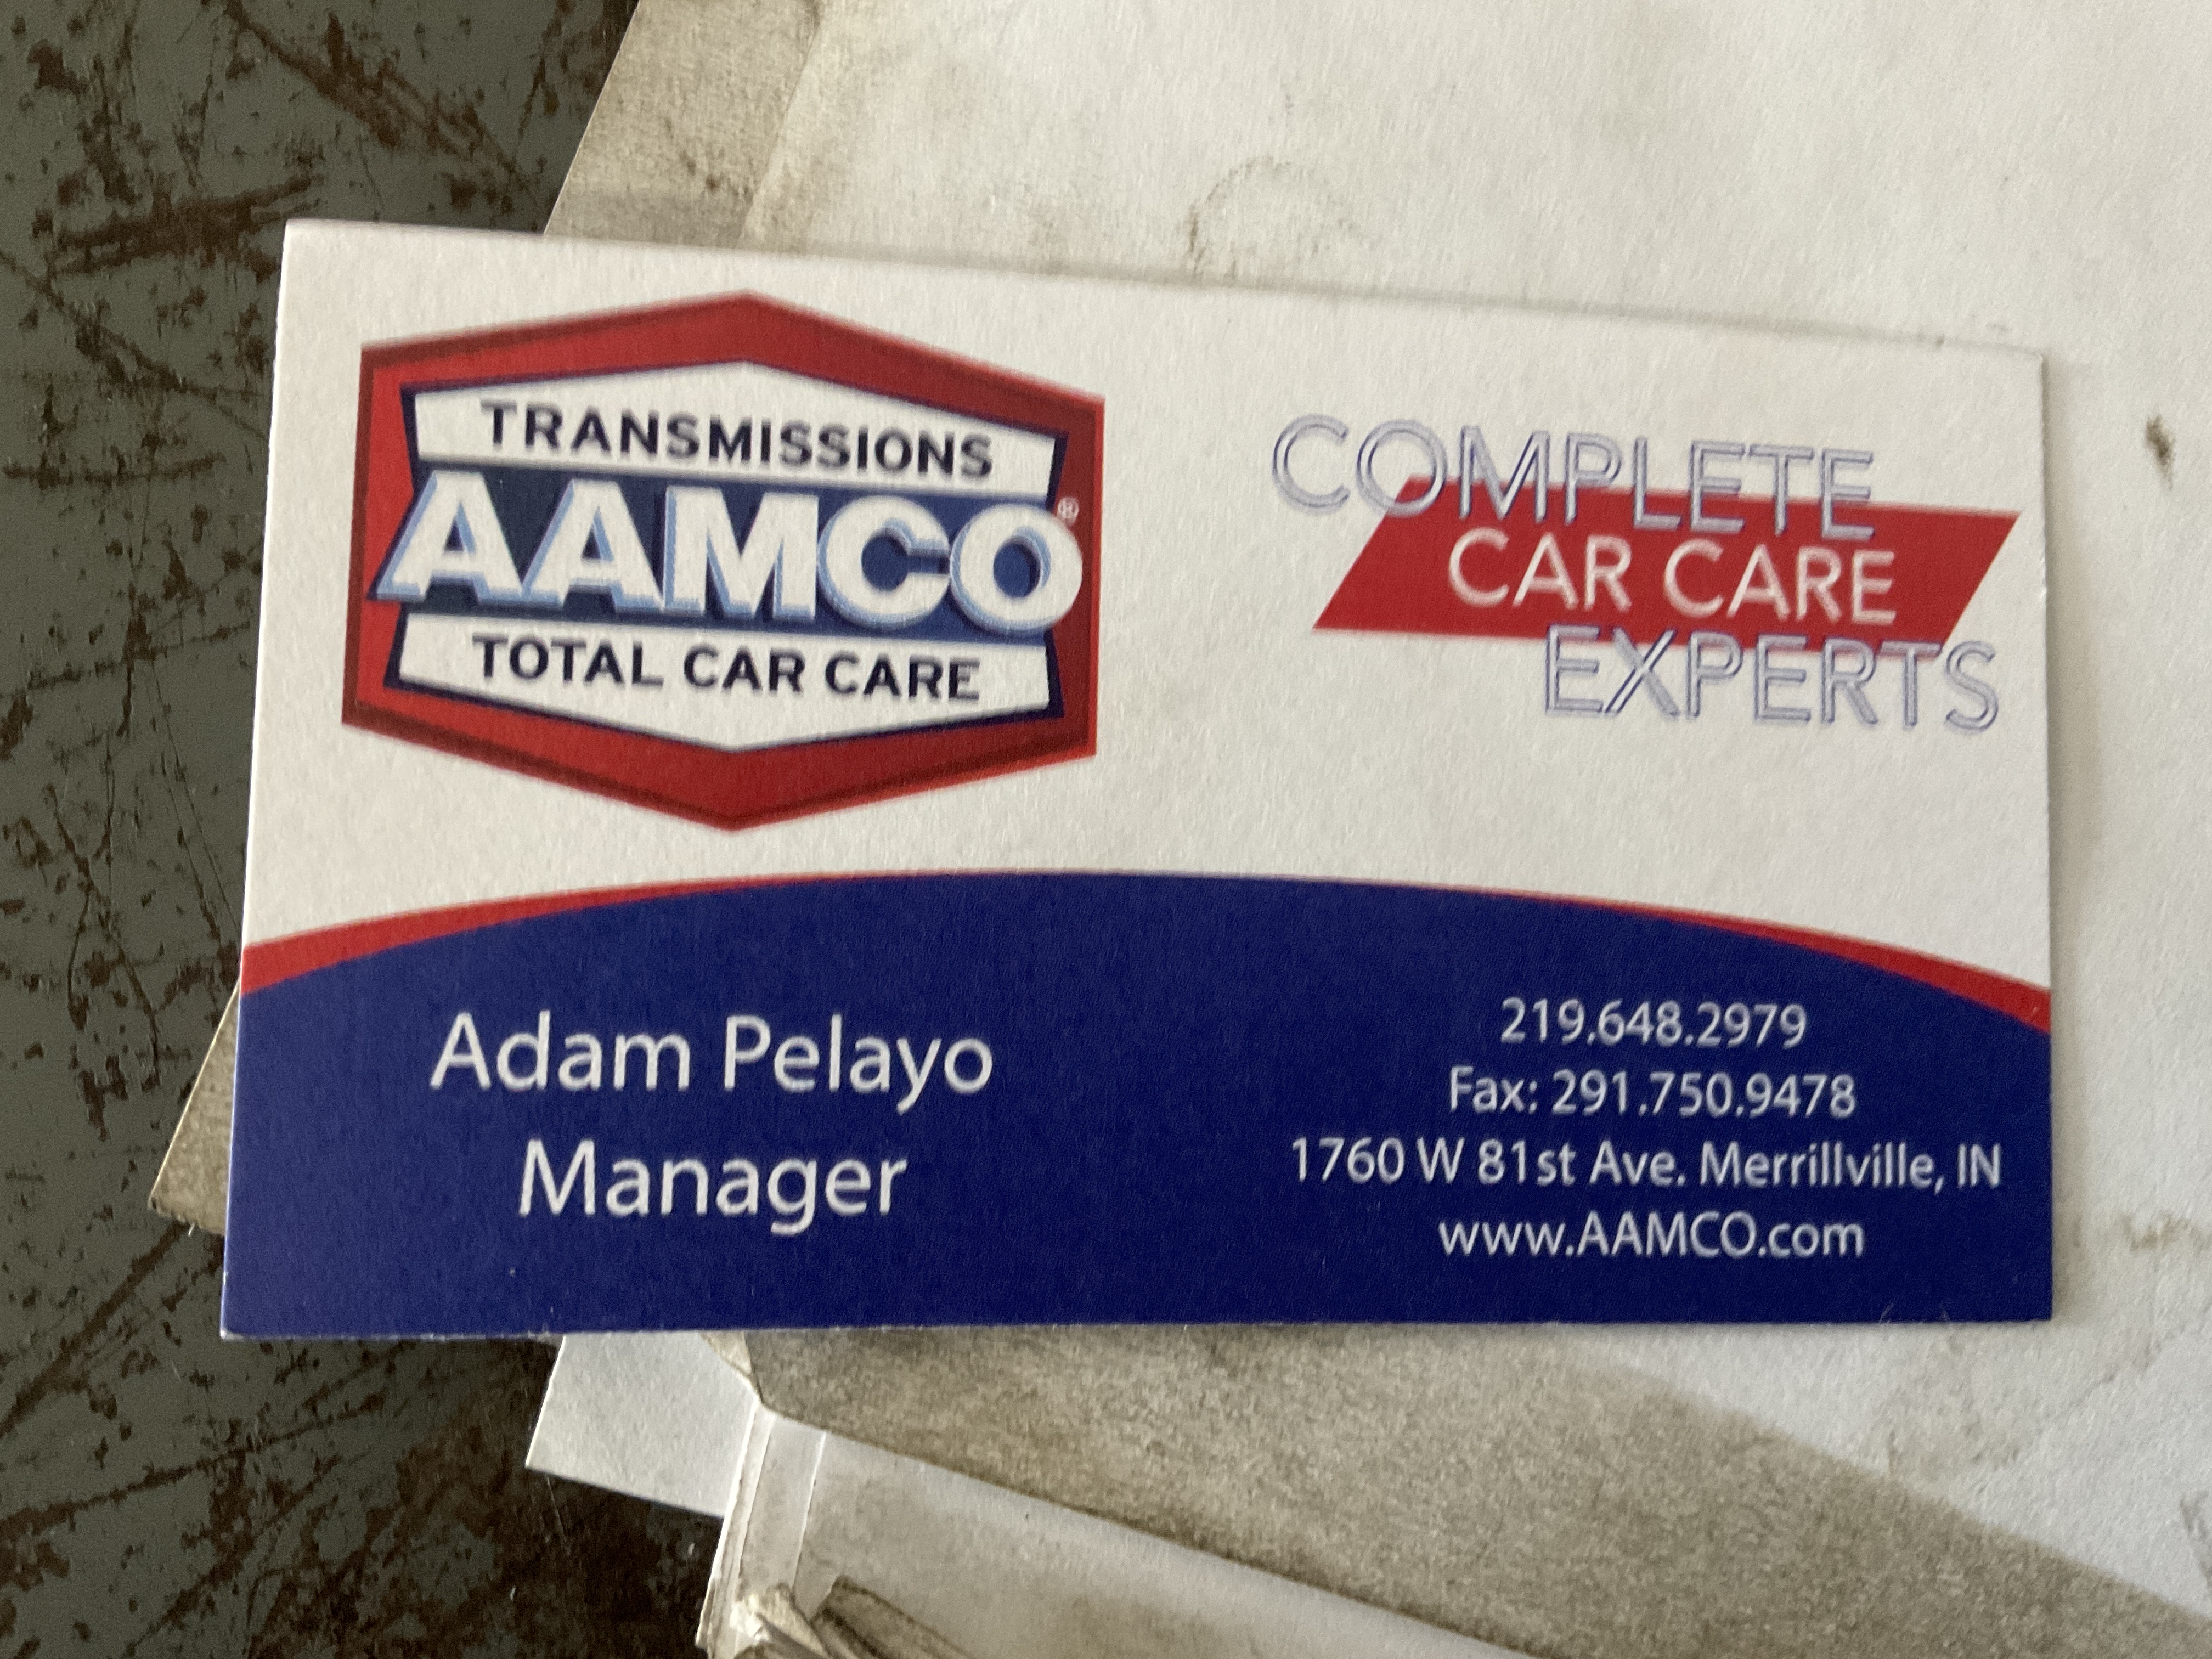 TRANSMISSIONS
AAMCO®
TOTAL CAR CARE
COMPLETE
CAR CARE
EXPERTS
Adam Pelayo
Manager
219.648.2979
Fax: 291.750.9478
1760 W 81st Ave. Merrillville, IN
www.AAMCO.com